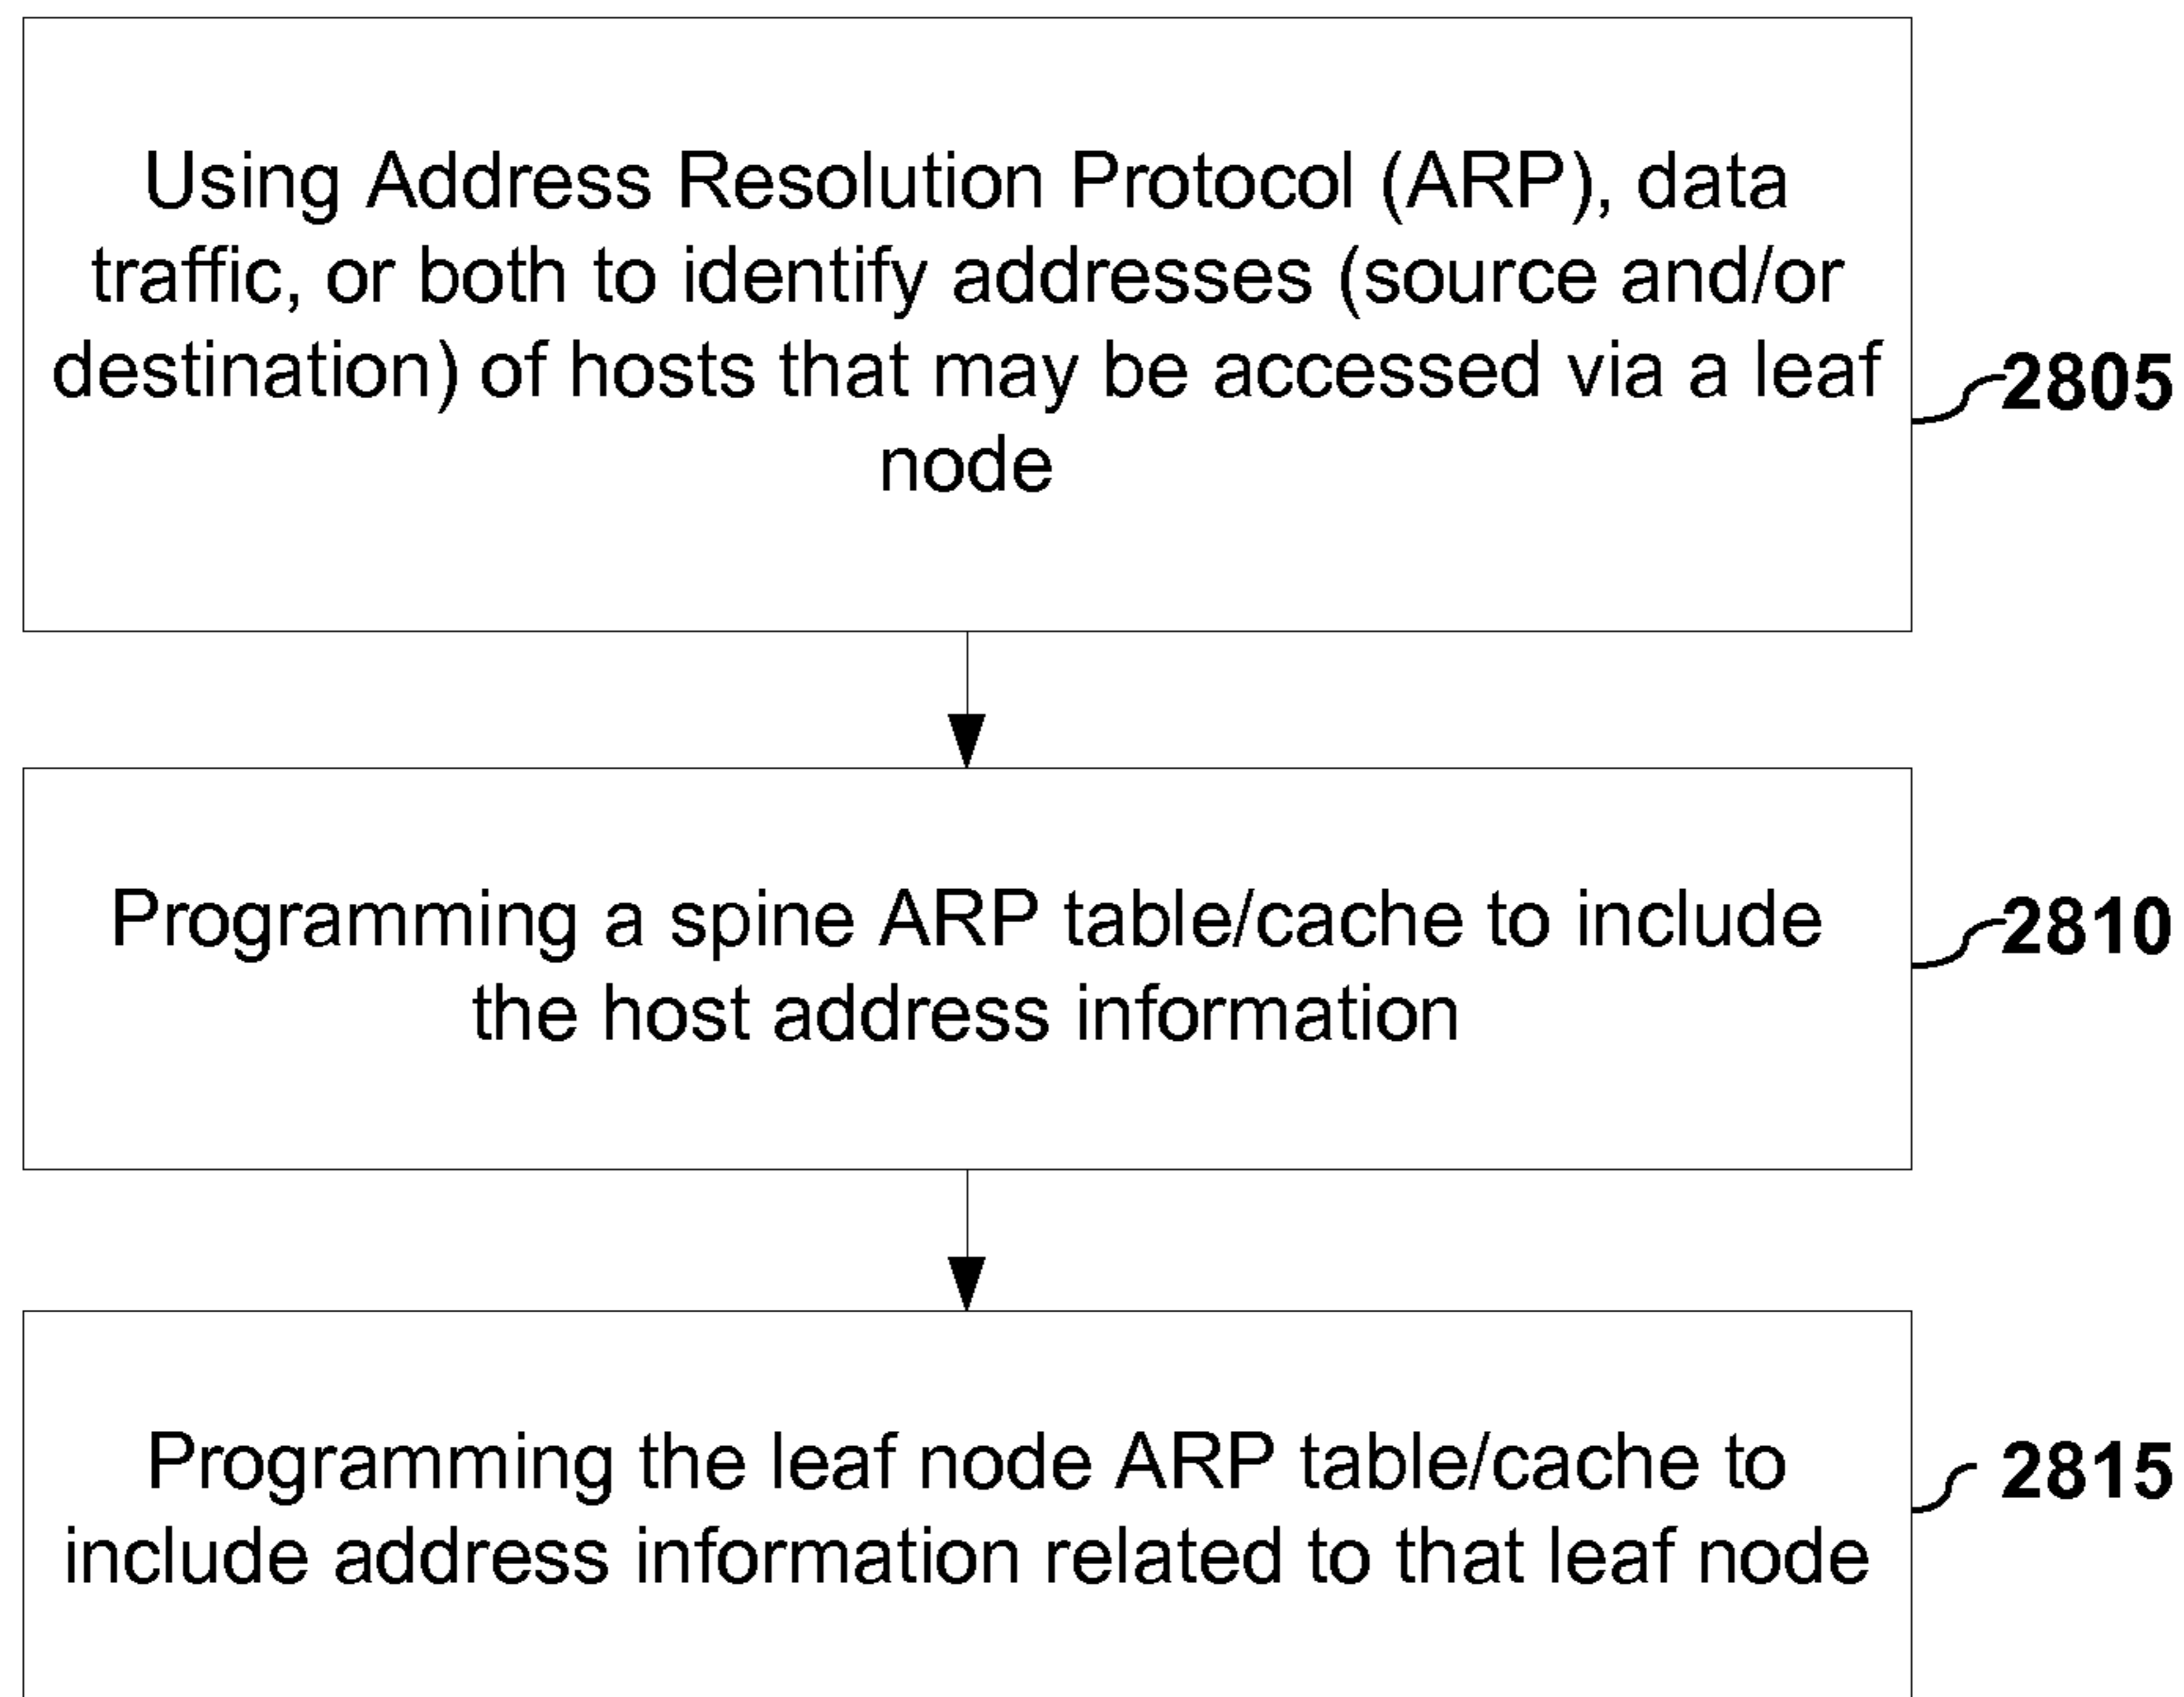 Using Address Resolution Protocol (ARP), data
traffic, or both to identify addresses (source and/or
destination) of hosts that may be accessed via a leaf
node
2805
Programming a spine ARP table/cache to include
the host address information
2810
Programming the leaf node ARP table/cache to
include address information related to that leaf node
2815